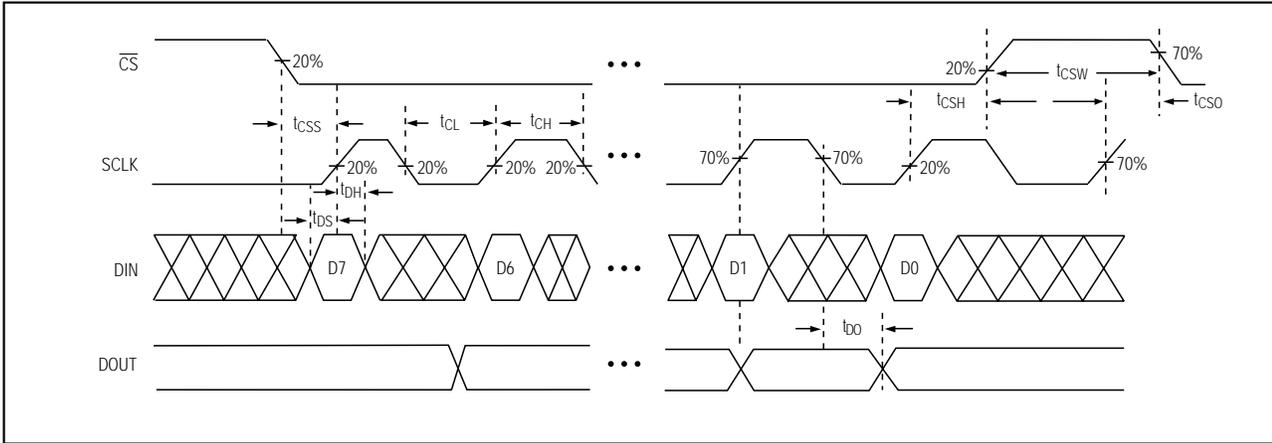 CS
20%
•••
20%
tCSW
70%
tCSS
tCL
tCH
tCSH
tCSO
SCLK
20%
20%
20%
20%
•••
70%
70%
20%
70%
tDH
tDS
DIN
D7
D6
•••
D1
D0
tDO
DOUT
•••